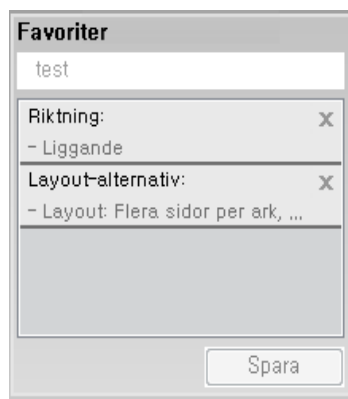 Favoriter
test
Riktning:
x
- Liggande
Layout-alternativ:
x
- Layout: Flera sidor per ark, ...
Spara